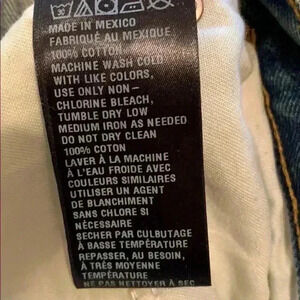 MADE IN MEXICO
FABRIQUÉ AU MEXIQUE
100% COTTON
MACHINE WASH COLD
WITH LIKE COLORS,
USE ONLY NON-
CHLORINE BLEACH,
TUMBLE DRY LOW
MEDIUM IRON AS NEEDED
DO NOT DRY CLEAN
100% COTON
LAVER À LA MACHINE
À L'EAU FROIDE AVEC
COULEURS SIMILAIRES
UTILISER UN AGENT
DE BLANCHIMENT
SANS CHLORE SI
NÉCESSAIRE
SECHER PAR CULBUTAGE
À BASSE TEMPÉRATURE
REPASSER, AU BESOIN,
À TRÈS MOYENNE
TEMPÉRATURE
NE PAS NETTOYER À SEC